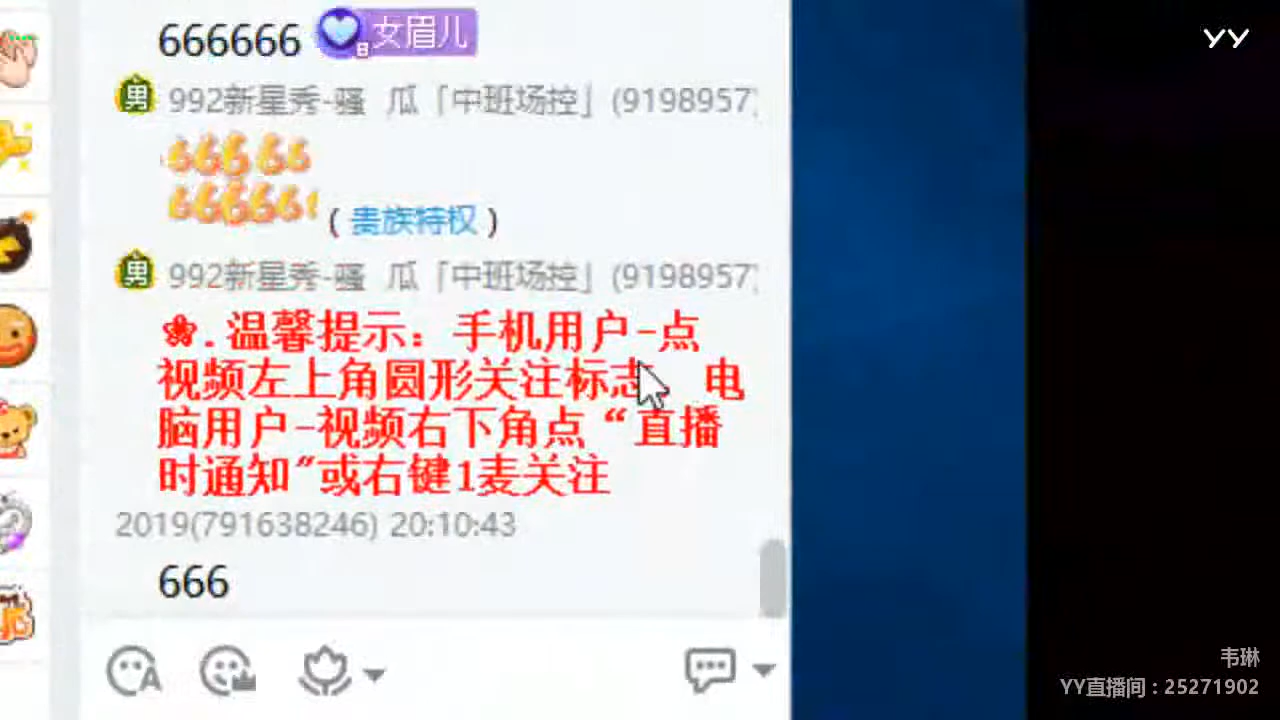 666666 女眉儿
YY
男 992新星秀-骚 瓜「中班场控」(9198957)
66666
66666!
(贵族特权)
男 992新星秀-骚 瓜「中班场控」(9198957)
❀.温馨提示：手机用户-点
视频左上角圆形关注标志 电
脑用户-视频右下角点“直播
时通知”或右键1麦关注
2019(791638246) 20:10:43
666
韦琳
YY直播间：25271902